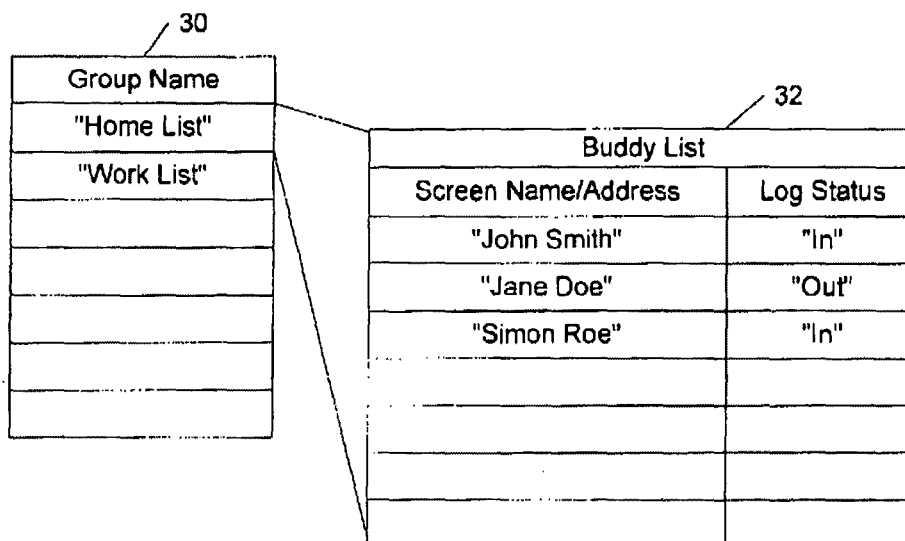 30
Group Name
"Home List"
"Work List"
32
Buddy List
Screen Name/Address Log Status
"John Smith" "In"
"Jane Doe" "Out"
"Simon Roe" "In"